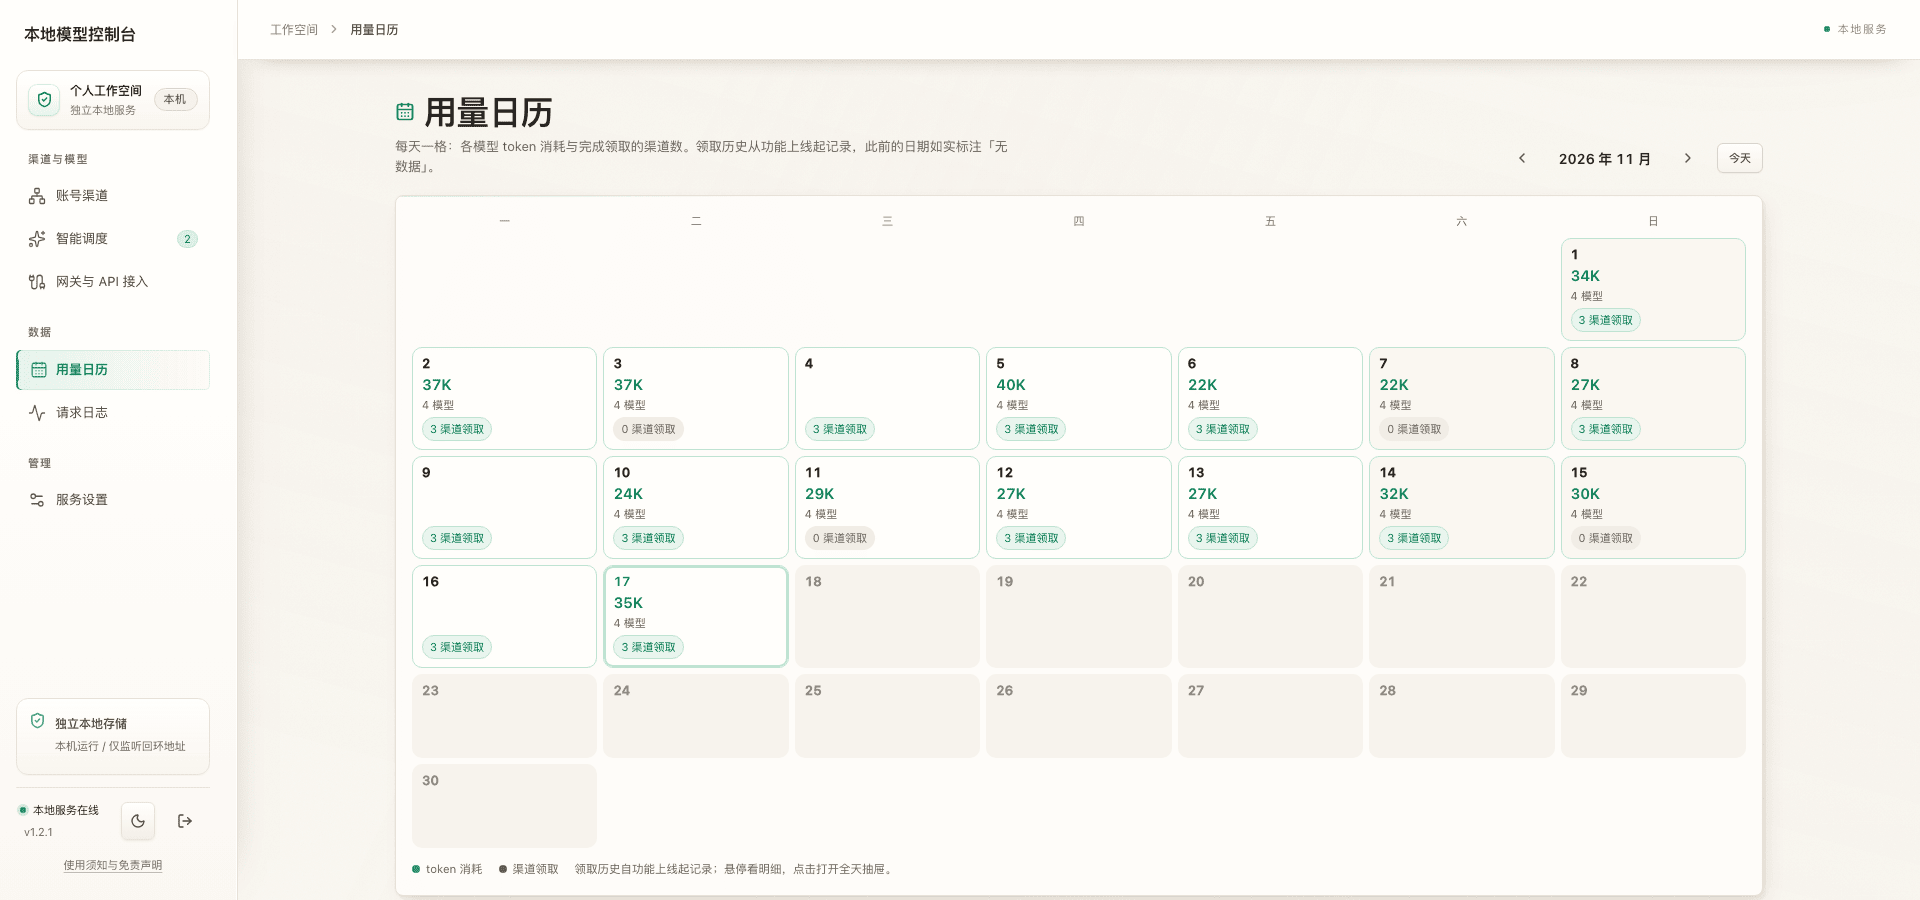 本地模型控制台
个人工作空间
独立本地服务
本机
渠道与模型
账号渠道
智能调度
2
网关与 API 接入
数据
用量日历
请求日志
管理
服务设置
独立本地存储
本机运行 / 仅监听回环地址
本地服务在线
v1.2.1
使用须知与免责声明
工作空间
用量日历
本地服务
用量日历
每天一格：各模型 token 消耗与完成领取的渠道数。领取历史从功能上线起记录，此前的日期如实标注「无
数据」。
2026 年 11 月
今天
一 二 三 四 五 六 日
1
34K
4 模型
3 渠道领取
2
37K
4 模型
3 渠道领取
3
37K
4 模型
0 渠道领取
4
3 渠道领取
5
40K
4 模型
3 渠道领取
6
22K
4 模型
3 渠道领取
7
22K
4 模型
0 渠道领取
8
27K
4 模型
3 渠道领取
9
3 渠道领取
10
24K
4 模型
3 渠道领取
11
29K
4 模型
0 渠道领取
12
27K
4 模型
3 渠道领取
13
27K
4 模型
3 渠道领取
14
32K
4 模型
3 渠道领取
15
30K
4 模型
0 渠道领取
16
3 渠道领取
17
35K
4 模型
3 渠道领取
18
19
20
21
22
23
24
25
26
27
28
29
30
token 消耗
渠道领取
领取历史自功能上线起记录；悬停看明细，点击打开全天抽屉。